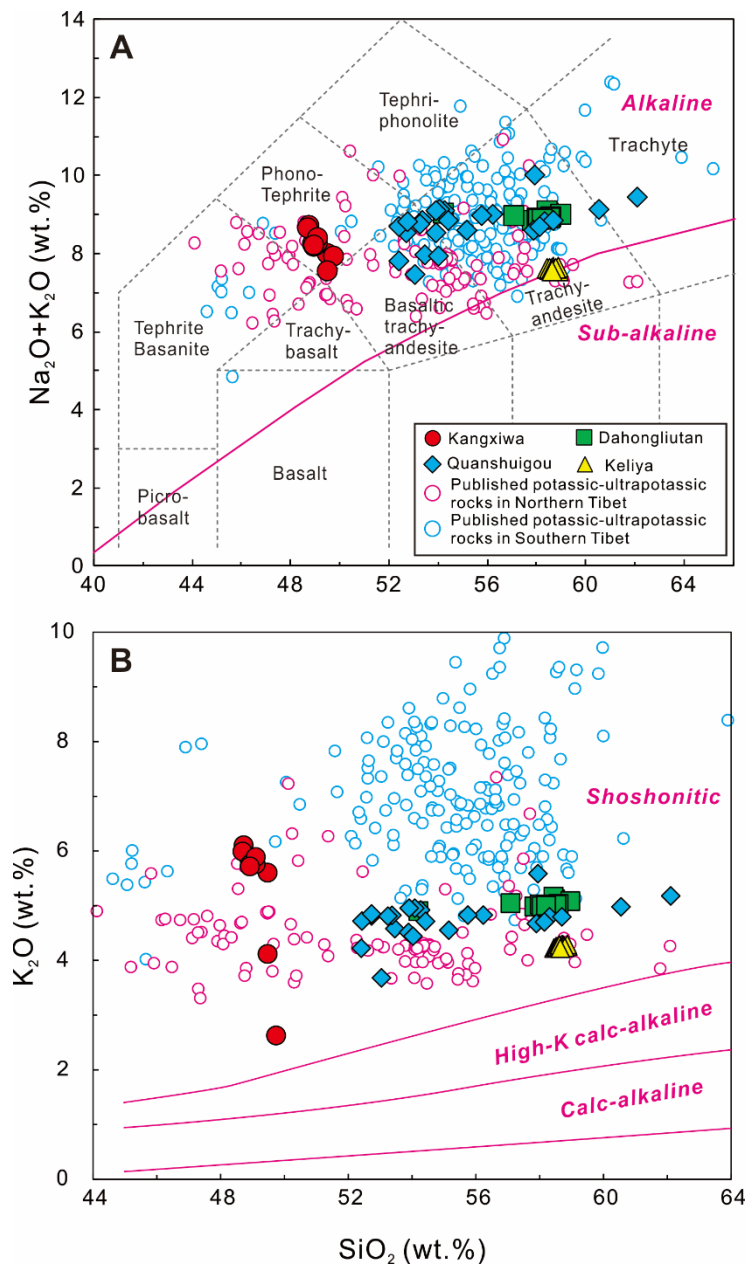 A
Na₂O+K₂O (wt.%)
14
12
10
8
6
4
2
0
40
44
48
52
56
60
64
Tephri-
phonolite
Alkaline
Trachyte
Phono-
Tephrite
Tephrite
Basanite
Trachy-
basalt
Basaltic
trachy-
andesite
Trachy-
andesite
Sub-alkaline
Picro-
basalt
Basalt
Kangxiwa
Dahongliutan
Quanshuigou
Keliya
Published potassic-ultrapotassic
rocks in Northern Tibet
Published potassic-ultrapotassic
rocks in Southern Tibet
B
K₂O (wt.%)
10
8
6
4
2
0
Shoshonitic
High-K calc-alkaline
Calc-alkaline
44
48
52
56
60
64
SiO₂ (wt.%)